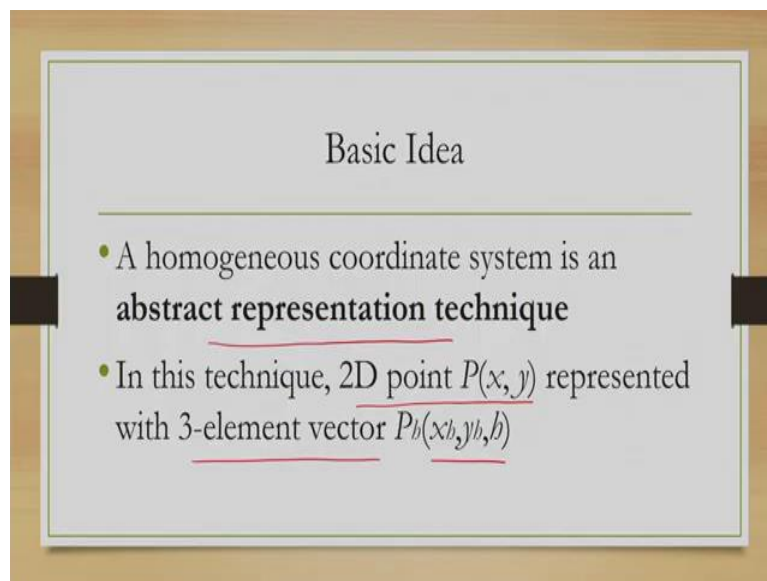 Basic Idea
• A homogeneous coordinate system is an
abstract representation technique
• In this technique, 2D point P(x, y) represented
with 3-element vector Pₕ(xₕ,yₕ,h)